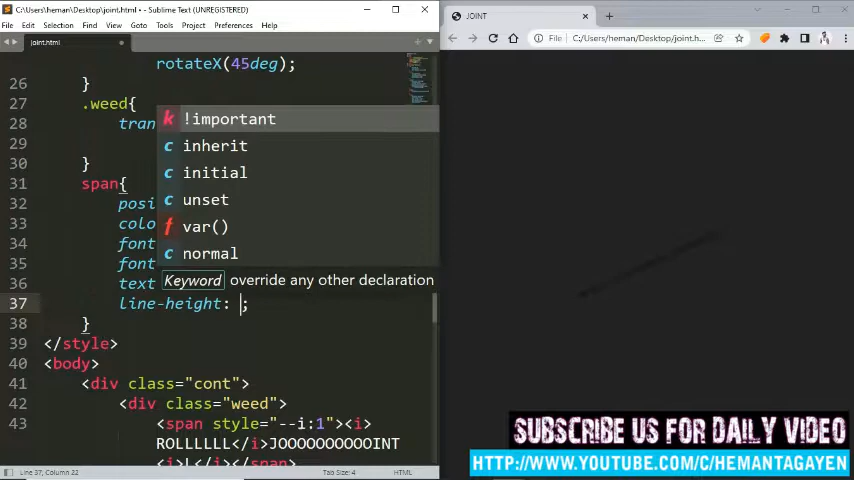 C:\Users\heman\Desktop\joint.html • - Sublime Text (UNREGISTERED)
File Edit Selection Find View Goto Tools Project Preferences Help
joint.html
rotateX(45deg);
26 }
27 .weed{
28 tran
29
30 }
31 span{
32 posi
33 colo
34 font
35 font
36 text
37 line-height: ;
38 }
39 </style>
40 <body>
41 <div class="cont">
42 <div class="weed">
43 <span style="--i:1"><i>
ROLLLLLL</i>JOOOOOOOOOOINT
<i>L</i></span>
k !important
c inherit
c initial
c unset
f var()
c normal
Keyword override any other declaration
Line 37, Column 22 Tab Size: 4 HTML
JOINT
File C:/Users/heman/Desktop/joint.h...
SUBSCRIBE US FOR DAILY VIDEO
HTTP://WWW.YOUTUBE.COM/C/HEMANTAGAYEN